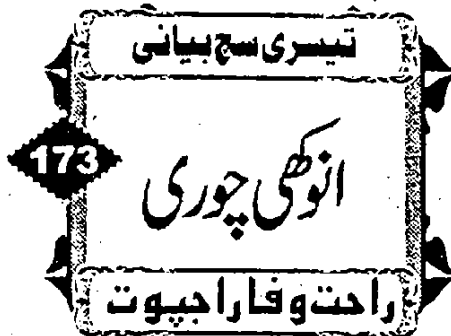 تیسری سچ بیانی
173
انوکھی چوری
راحت وفا راجپوت